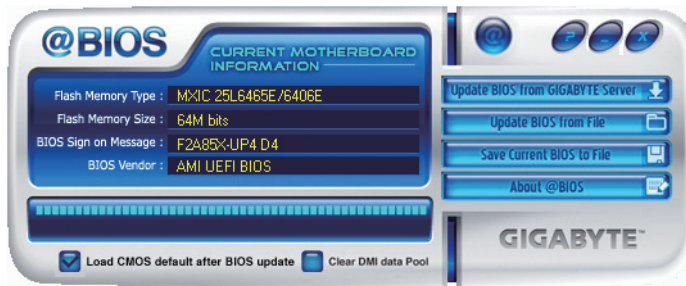 @BIOS
CURRENT MOTHERBOARD
INFORMATION
Flash Memory Type : MXIC 25L6465E/6406E
Flash Memory Size : 64M bits
BIOS Sign on Message : F2A85X-UP4 D4
BIOS Vendor : AMI UEFI BIOS
Load CMOS default after BIOS update
Clear DMI data Pool
@
? – X
Update BIOS from GIGABYTE Server
Update BIOS from File
Save Current BIOS to File
About @BIOS
GIGABYTE™